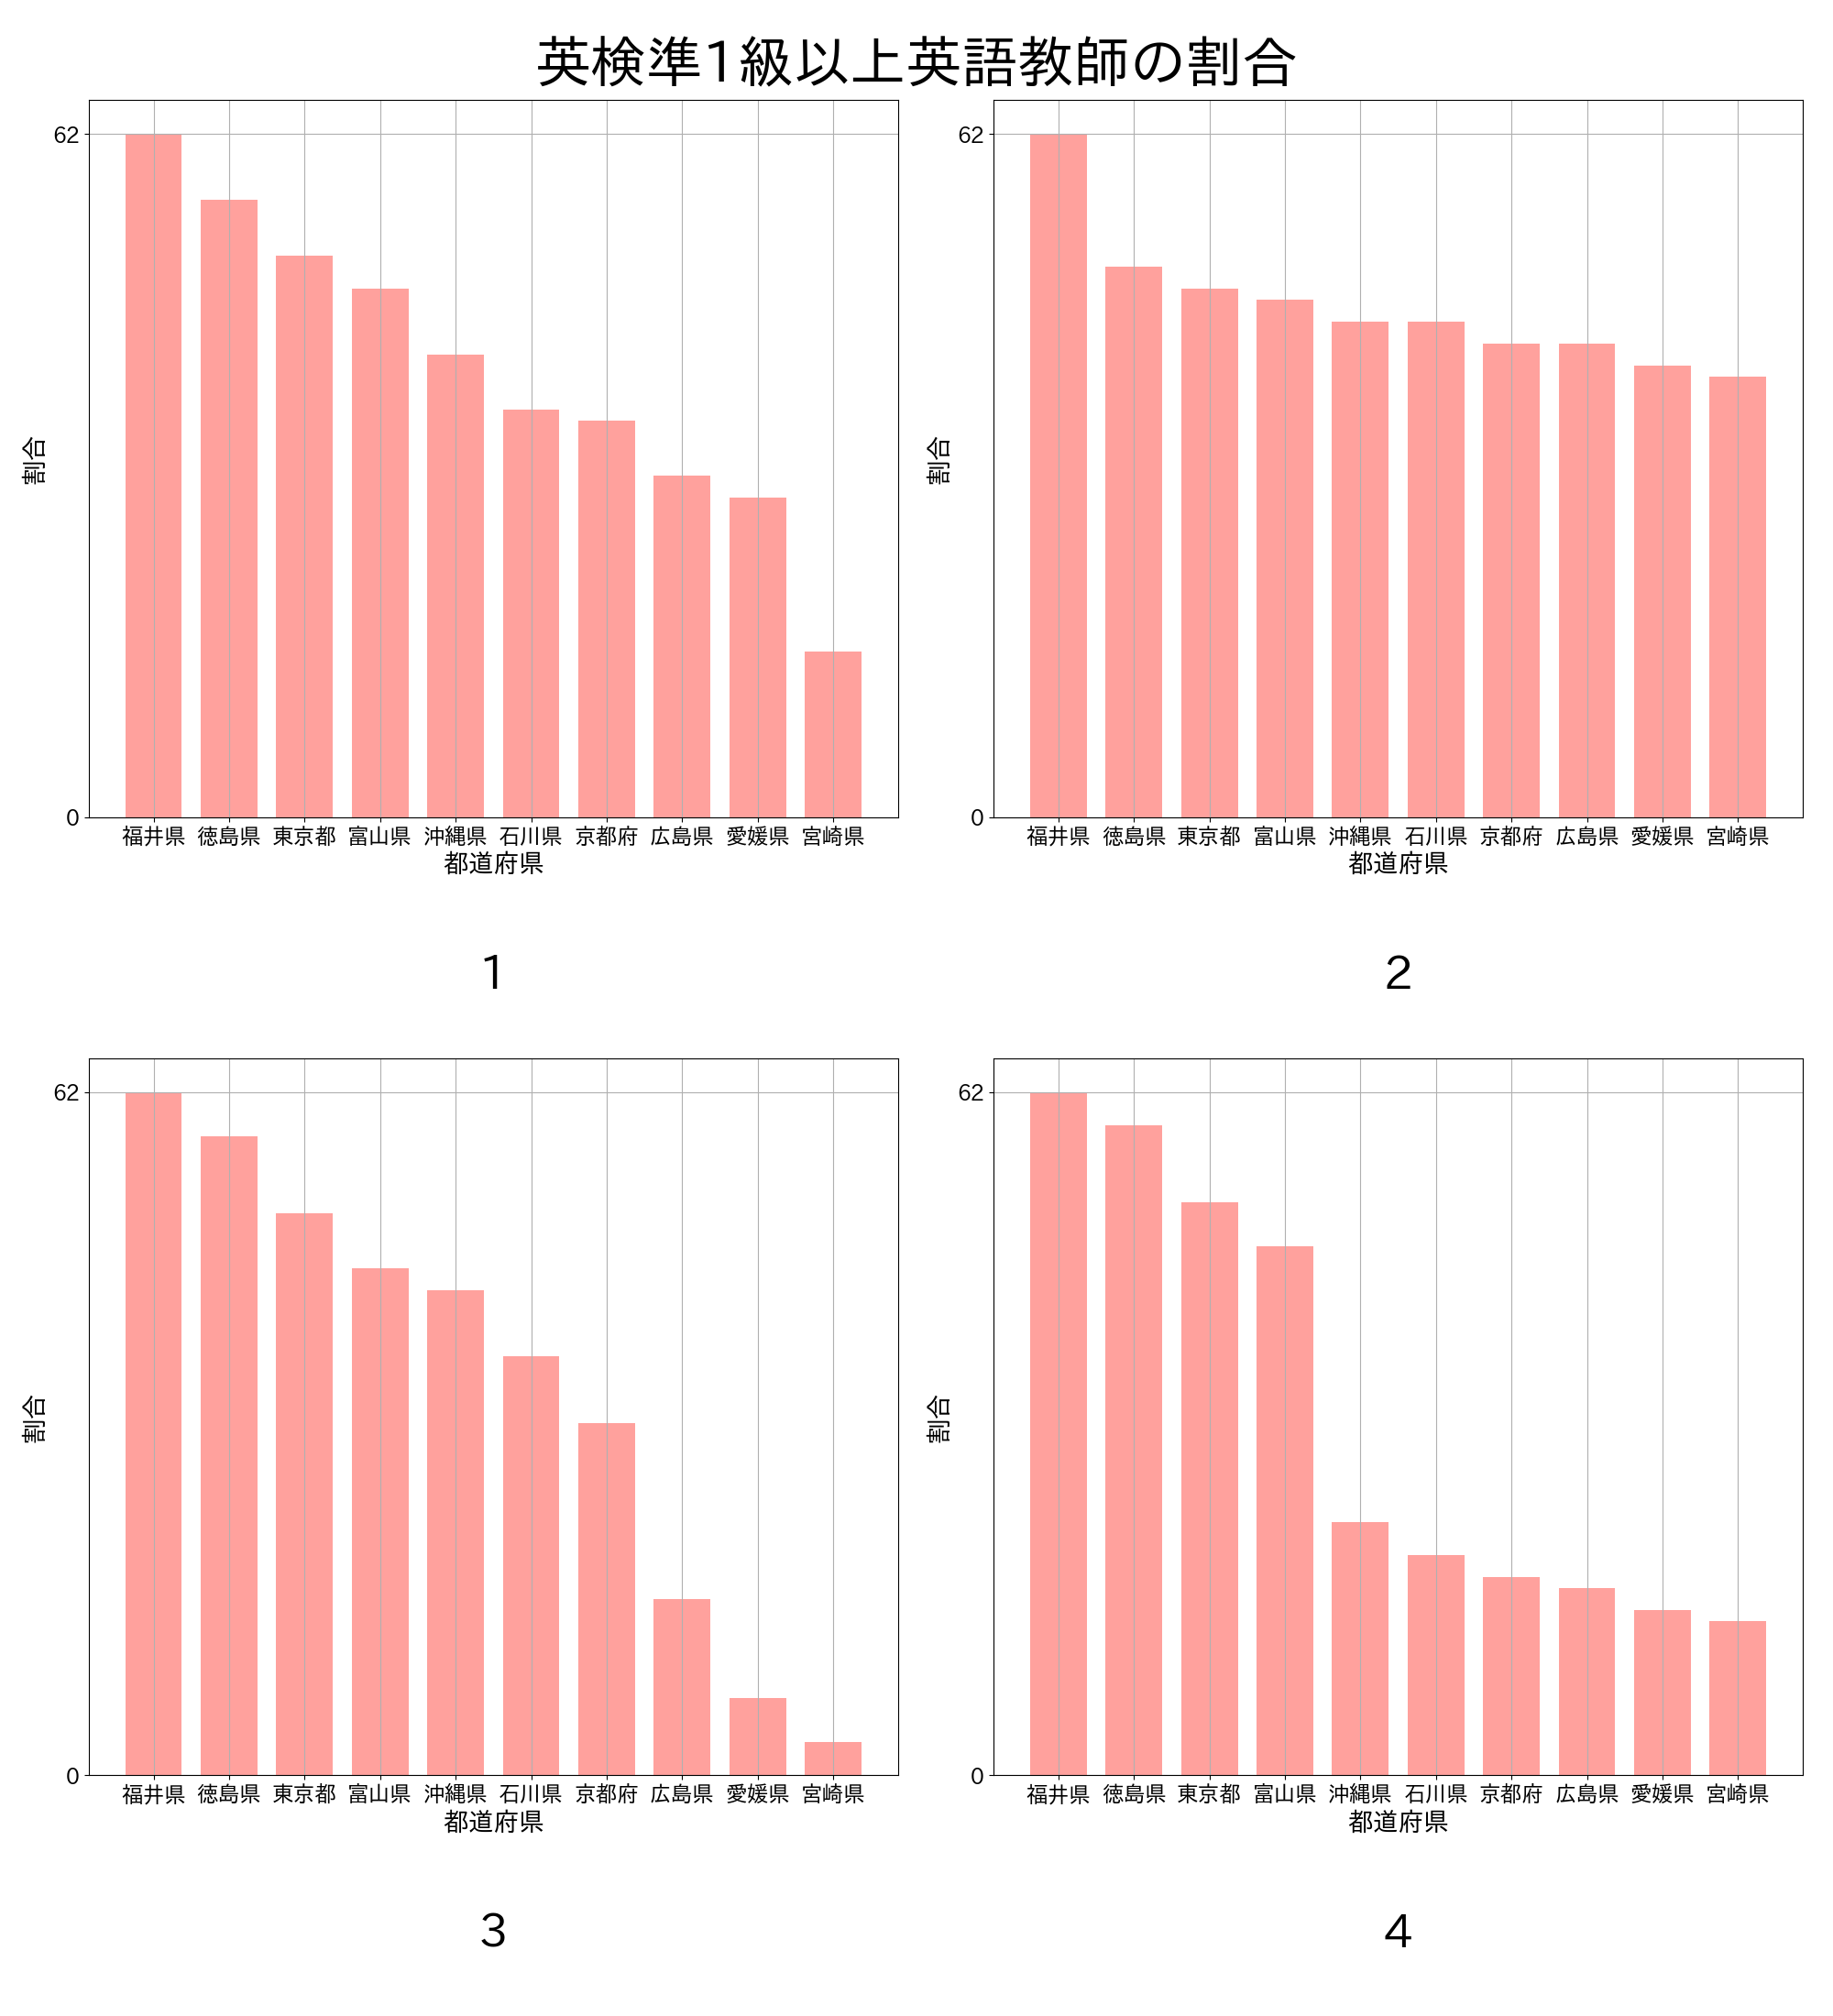 英検準1級以上英語教師の割合
62
0
割合
福井県 徳島県 東京都 富山県 沖縄県 石川県 京都府 広島県 愛媛県 宮崎県
都道府県
1
62
0
割合
福井県 徳島県 東京都 富山県 沖縄県 石川県 京都府 広島県 愛媛県 宮崎県
都道府県
2
62
0
割合
福井県 徳島県 東京都 富山県 沖縄県 石川県 京都府 広島県 愛媛県 宮崎県
都道府県
3
62
0
割合
福井県 徳島県 東京都 富山県 沖縄県 石川県 京都府 広島県 愛媛県 宮崎県
都道府県
4